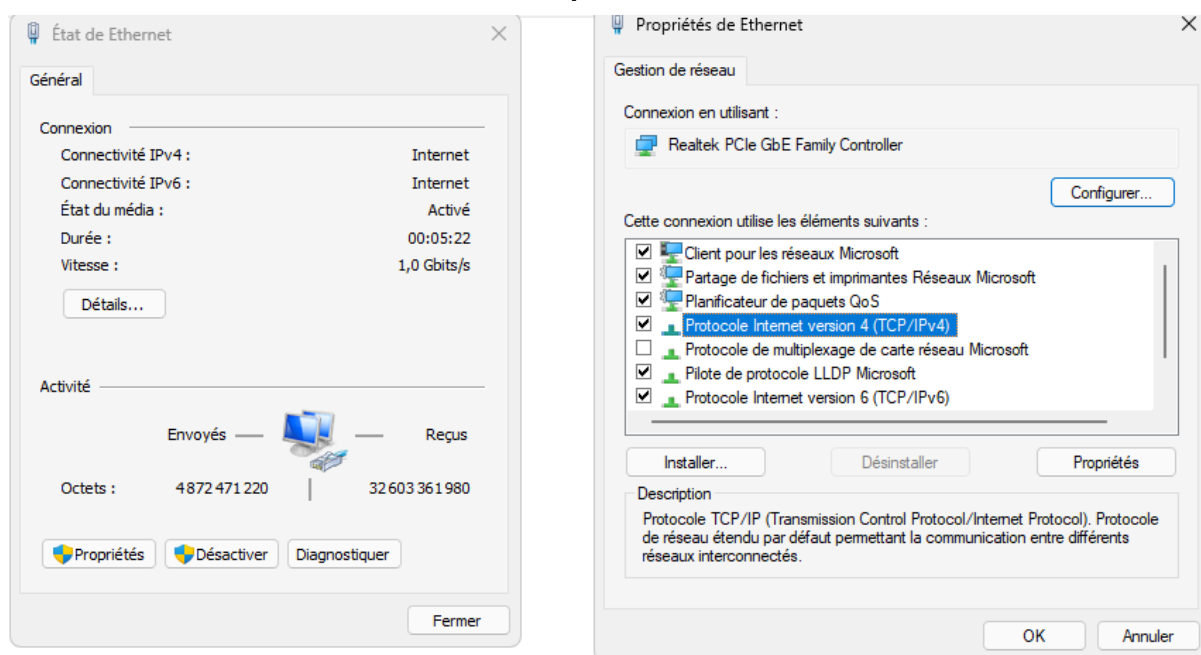 État de Ethernet
Général
Connexion
Connectivité IPv4 : Internet
Connectivité IPv6 : Internet
État du média : Activé
Durée : 00:05:22
Vitesse : 1,0 Gbits/s
Détails...
Activité
Envoyés Reçus
Octets : 4 872 471 220 32 603 361 980
Propriétés Désactiver Diagnostiquer
Fermer
Propriétés de Ethernet
Gestion de réseau
Connexion en utilisant :
Realtek PCIe GbE Family Controller
Configurer...
Cette connexion utilise les éléments suivants :
Client pour les réseaux Microsoft
Partage de fichiers et imprimantes Réseaux Microsoft
Planificateur de paquets QoS
Protocole Internet version 4 (TCP/IPv4)
Protocole de multiplexage de carte réseau Microsoft
Pilote de protocole LLDP Microsoft
Protocole Internet version 6 (TCP/IPv6)
Installer... Désinstaller Propriétés
Description
Protocole TCP/IP (Transmission Control Protocol/Internet Protocol). Protocole
de réseau étendu par défaut permettant la communication entre différents
réseaux interconnectés.
OK Annuler